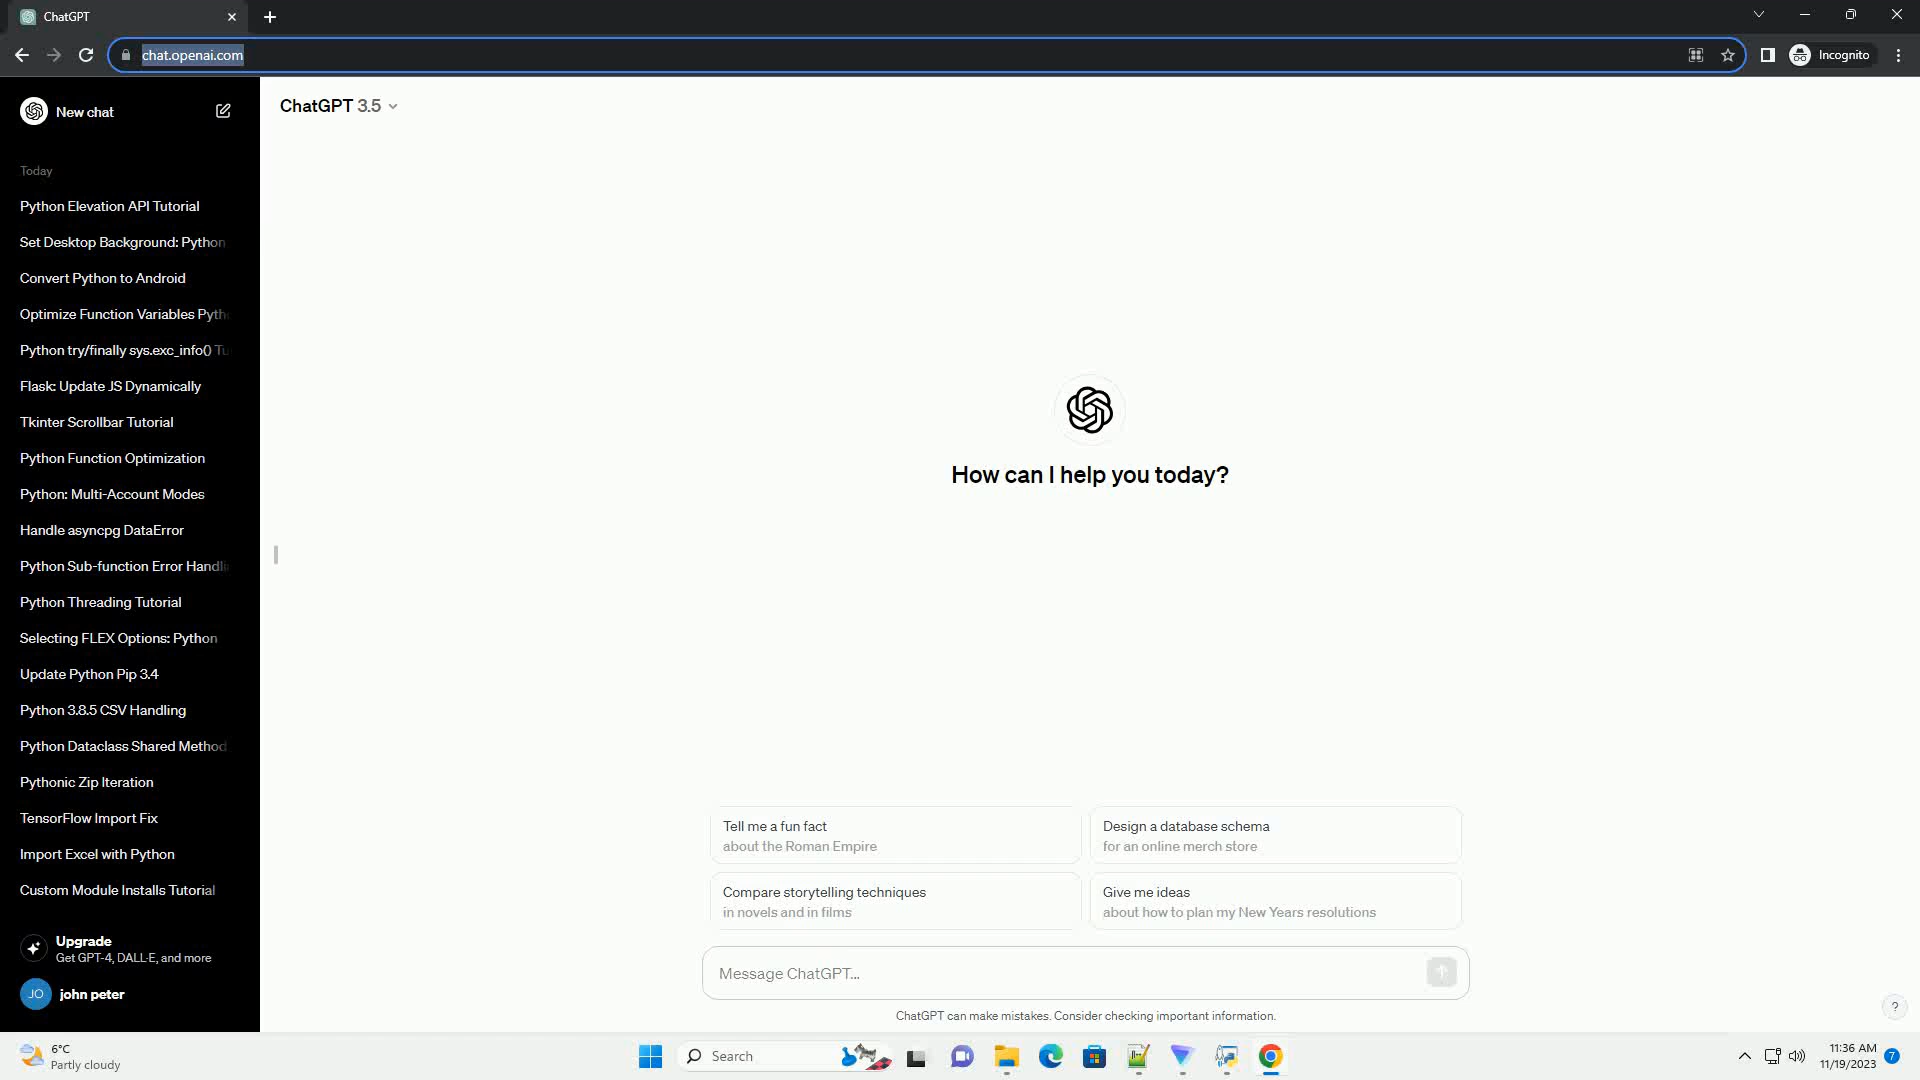 ChatGPT
chat.openai.com
Incognito
New chat
ChatGPT 3.5
Today
Python Elevation API Tutorial
Set Desktop Background: Python
Convert Python to Android
Optimize Function Variables Pyth
Python try/finally sys.exc_info() Tu
Flask: Update JS Dynamically
Tkinter Scrollbar Tutorial
Python Function Optimization
Python: Multi-Account Modes
Handle asyncpg DataError
Python Sub-function Error Handli
Python Threading Tutorial
Selecting FLEX Options: Python
Update Python Pip 3.4
Python 3.8.5 CSV Handling
Python Dataclass Shared Method
Pythonic Zip Iteration
TensorFlow Import Fix
Import Excel with Python
Custom Module Installs Tutorial
Upgrade
Get GPT-4, DALL·E, and more
JO
john peter
How can I help you today?
Tell me a fun fact
about the Roman Empire
Design a database schema
for an online merch store
Compare storytelling techniques
in novels and in films
Give me ideas
about how to plan my New Years resolutions
Message ChatGPT...
ChatGPT can make mistakes. Consider checking important information.
?
6°C
Partly cloudy
Search
11:36 AM
11/19/2023
7